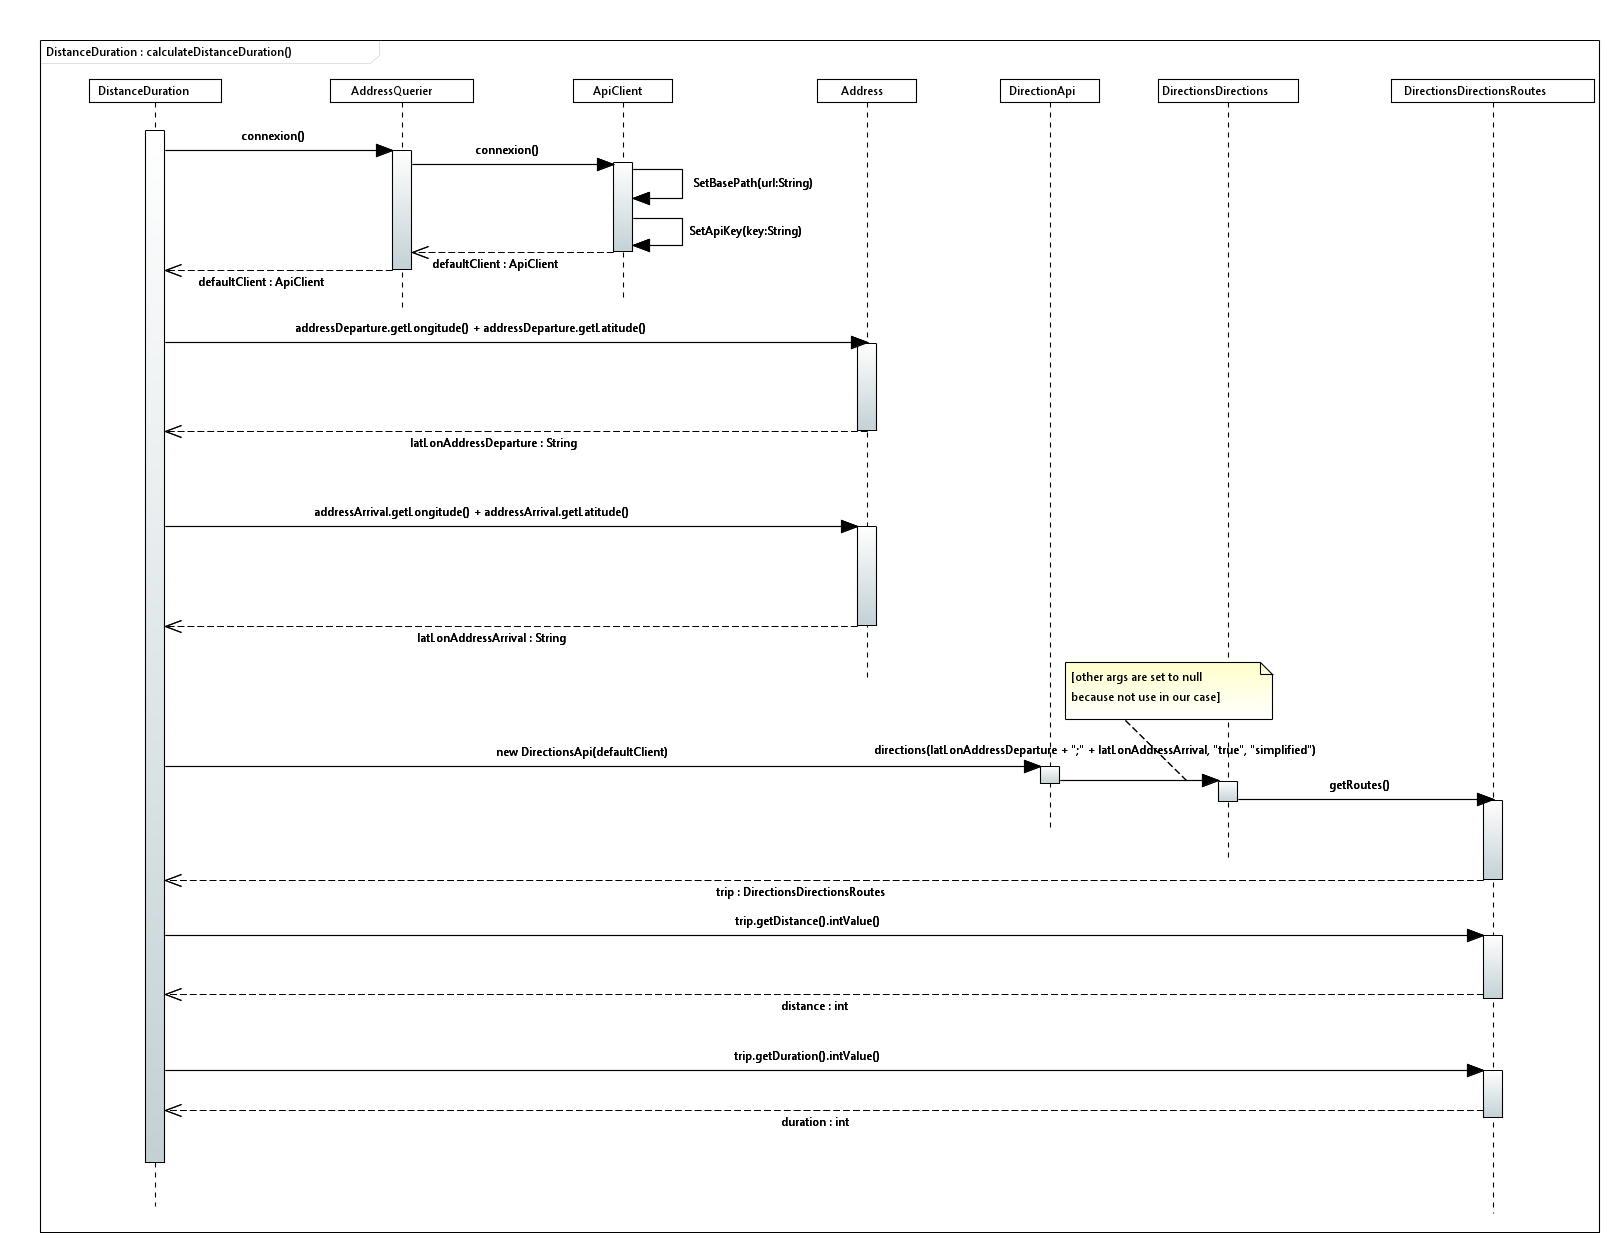 DistanceDuration : calculateDistanceDuration()
DistanceDuration
AddressQuerier
ApiClient
Address
DirectionApi
DirectionsDirections
DirectionsDirectionsRoutes
connexion()
connexion()
SetBasePath(url:String)
SetApiKey(key:String)
defaultClient : ApiClient
defaultClient : ApiClient
addressDeparture.getLongitude() + addressDeparture.getLatitude()
latLonAddressDeparture : String
addressArrival.getLongitude() + addressArrival.getLatitude()
latLonAddressArrival : String
[other args are set to null
because not use in our case]
new DirectionsApi(defaultClient)
directions(latLonAddressDeparture + ";" + latLonAddressArrival, "true", "simplified")
getRoutes()
trip : DirectionsDirectionsRoutes
trip.getDistance().intValue()
distance : int
trip.getDuration().intValue()
duration : int